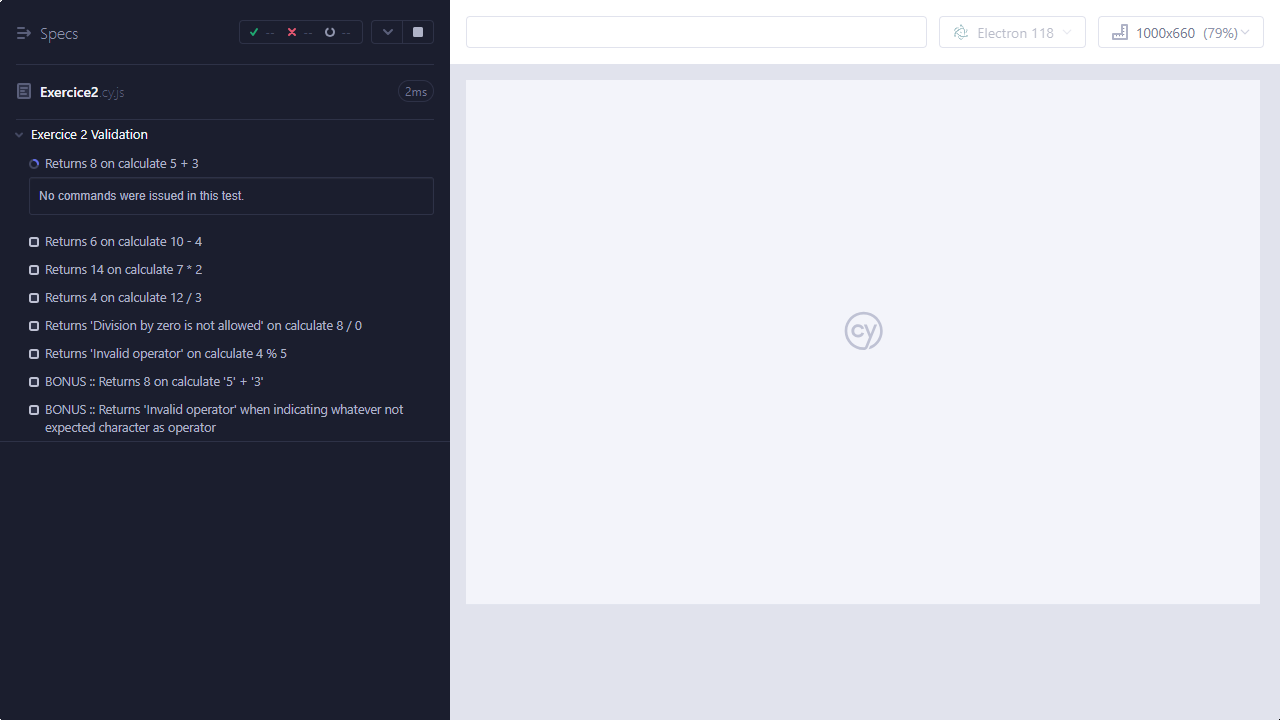 Specs
-- -- --
Electron 118
1000x660 (79%)
Exercice2.cy.js
2ms
Exercice 2 Validation
Returns 8 on calculate 5 + 3
No commands were issued in this test.
Returns 6 on calculate 10 - 4
Returns 14 on calculate 7 * 2
Returns 4 on calculate 12 / 3
Returns 'Division by zero is not allowed' on calculate 8 / 0
Returns 'Invalid operator' on calculate 4 % 5
BONUS :: Returns 8 on calculate '5' + '3'
BONUS :: Returns 'Invalid operator' when indicating whatever not
expected character as operator
cy